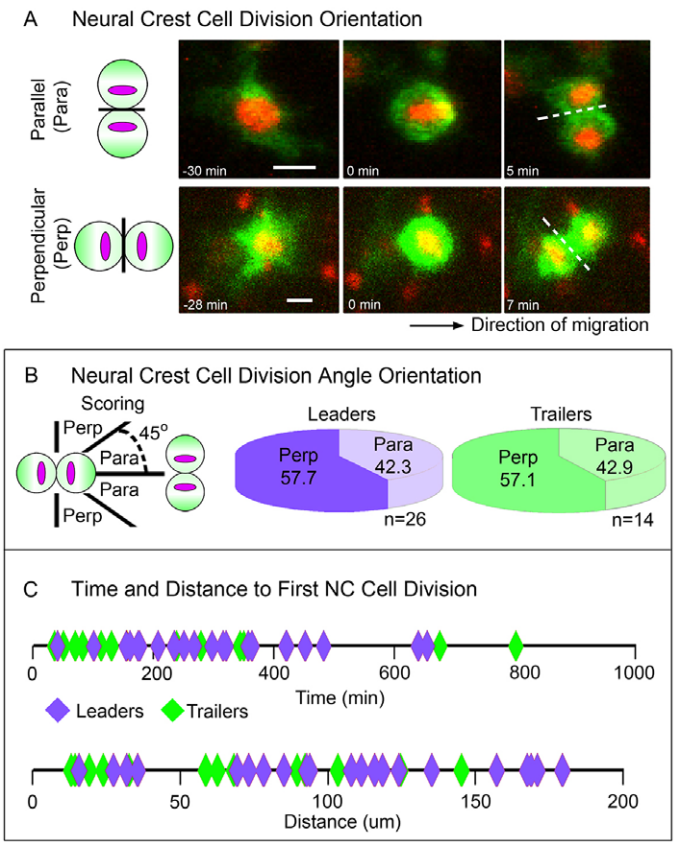 A Neural Crest Cell Division Orientation
Parallel
(Para)
-30 min
0 min
5 min
Perpendicular
(Perp)
-28 min
0 min
7 min
Direction of migration
B Neural Crest Cell Division Angle Orientation
Scoring
Perp
45°
Para
Para
Perp
Leaders
Perp
57.7
Para
42.3
n=26
Trailers
Perp
57.1
Para
42.9
n=14
C Time and Distance to First NC Cell Division
0 200 400 600 800 1000
Time (min)
Leaders Trailers
0 50 100 150 200
Distance (um)